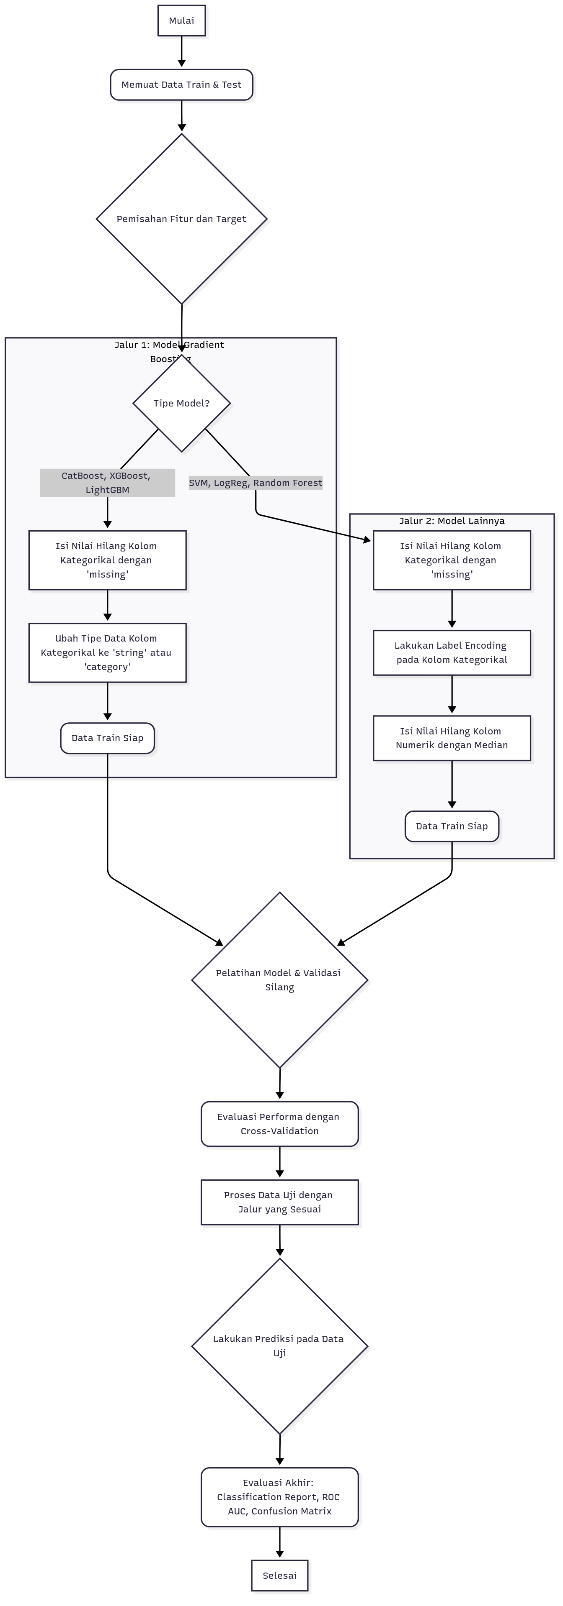 Mulai
Memuat Data Train & Test
Pemisahan Fitur dan Target
Jalur 1: Model Gradient
Boosting
Tipe Model?
CatBoost, XGBoost,
LightGBM
SVM, LogReg, Random Forest
Isi Nilai Hilang Kolom
Kategorikal dengan
'missing'
Ubah Tipe Data Kolom
Kategorikal ke 'string' atau
'category'
Data Train Siap
Jalur 2: Model Lainnya
Isi Nilai Hilang Kolom
Kategorikal dengan
'missing'
Lakukan Label Encoding
pada Kolom Kategorikal
Isi Nilai Hilang Kolom
Numerik dengan Median
Data Train Siap
Pelatihan Model & Validasi
Silang
Evaluasi Performa dengan
Cross-Validation
Proses Data Uji dengan
Jalur yang Sesuai
Lakukan Prediksi pada Data
Uji
Evaluasi Akhir:
Classification Report, ROC
AUC, Confusion Matrix
Selesai